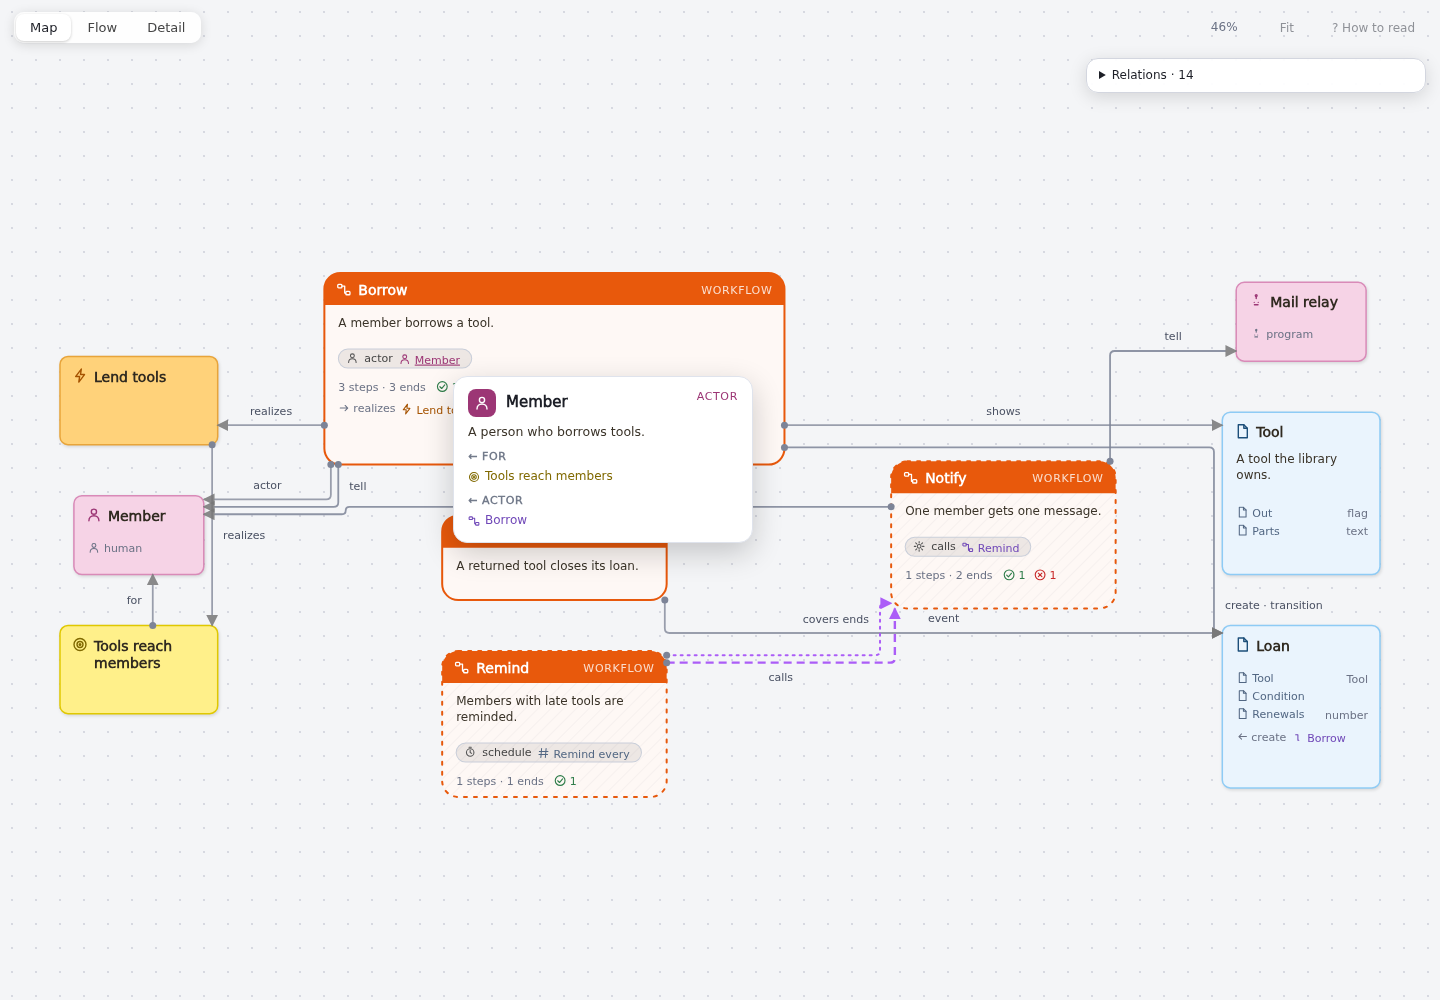 Map Flow Detail
46% Fit ? How to read
Relations · 14
Borrow WORKFLOW
A member borrows a tool.
actor Member
3 steps · 3 ends
→ realizes Lend
Member ACTOR
A person who borrows tools.
← FOR
Tools reach members
← ACTOR
Borrow
Lend tools
realizes
actor
tell
Member
human
realizes
for
Tools reach
members
A returned tool closes its loan.
Remind WORKFLOW
Members with late tools are
reminded.
schedule Remind every
1 steps · 1 ends 1
covers ends
event
calls
Notify WORKFLOW
One member gets one message.
calls Remind
1 steps · 2 ends 1 1
shows
tell
Mail relay
program
Tool
A tool the library
owns.
Out flag
Parts text
create · transition
Loan
Tool Tool
Condition
Renewals number
← create Borrow